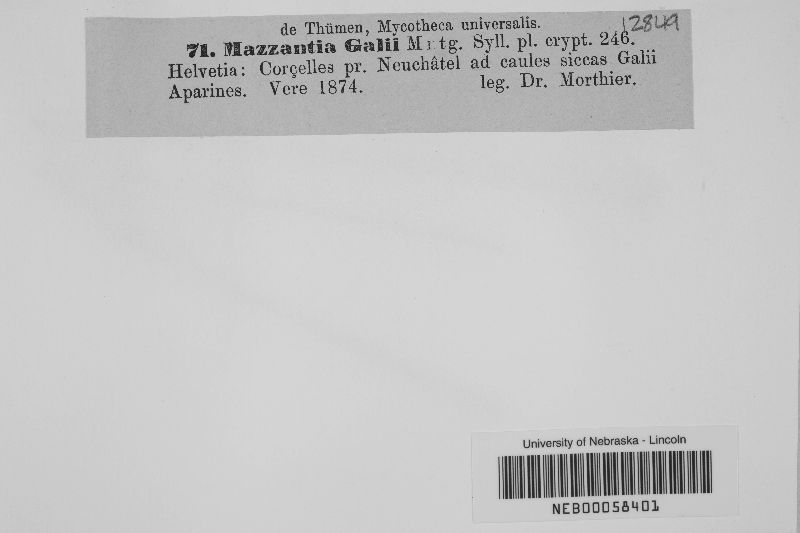 de Thümen, Mycotheca universalis. 12849
71. Mazzantia Galii Mntg. Syll. pl. crypt. 246.
Helvetia: Corçelles pr. Neuchâtel ad caules siccas Galii
Aparines. Vere 1874. leg. Dr. Morthier.
University of Nebraska - Lincoln
NEB00058401